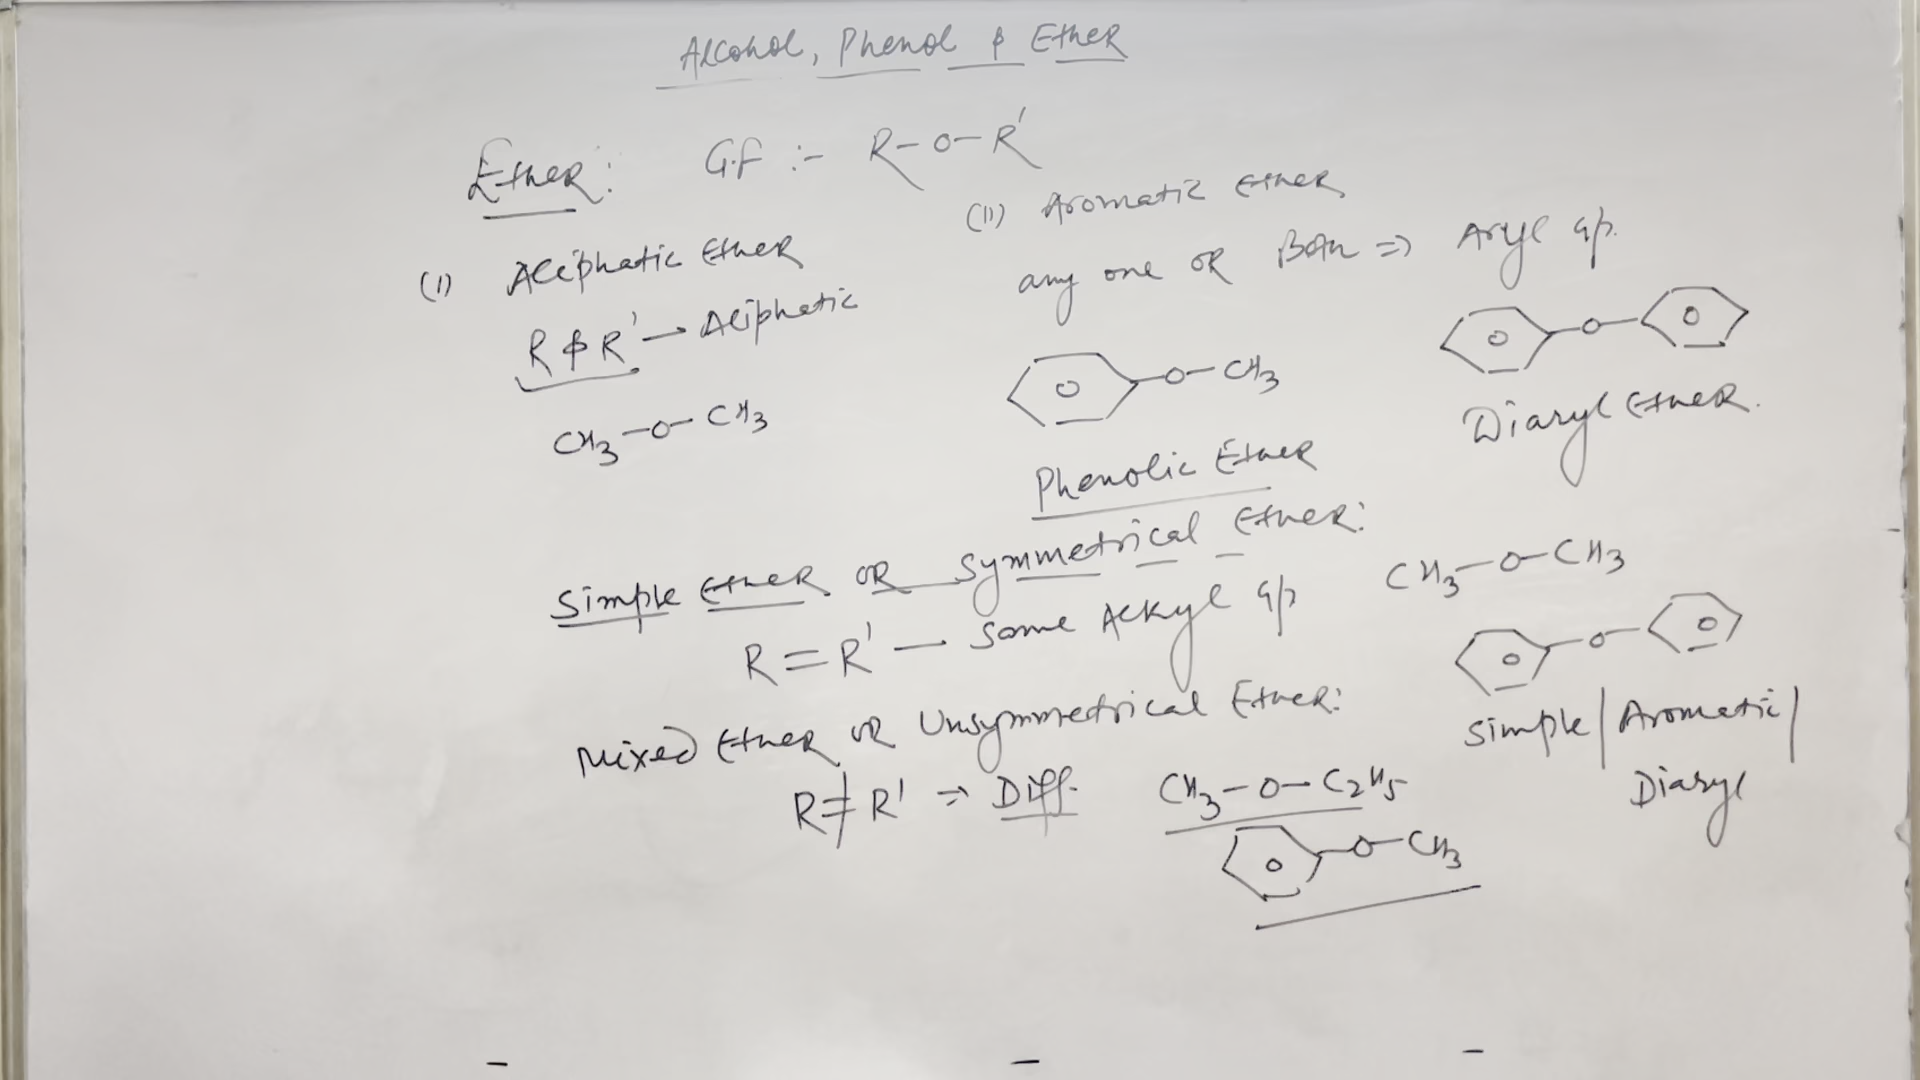 Alcohol, Phenol & Ether
Ether: G.F :- R-O-R'
(I) Aliphatic Ether
R & R' — Aliphatic
CH3-O-CH3
(II) Aromatic Ether
any one OR Both => Aryl gp.
O-CH3
Phenolic Ether
O
Diaryl Ether.
Simple Ether OR Symmetrical Ether:
R = R' — Same Alkyl gp
CH3-O-CH3
O
Simple | Aromatic |
Diaryl
Mixed Ether OR Unsymmetrical Ether:
R ≠ R' => Diff.
CH3-O-C2H5
O-CH3